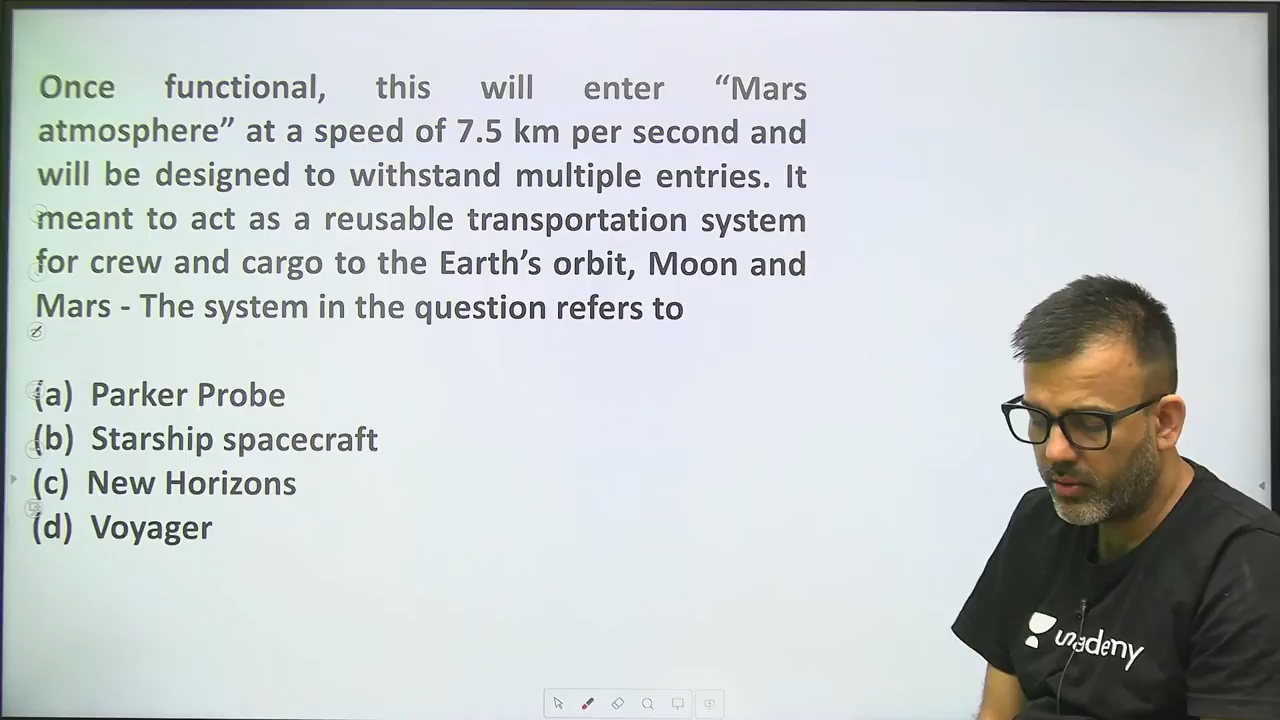 Once functional, this will enter “Mars
atmosphere” at a speed of 7.5 km per second and
will be designed to withstand multiple entries. It
meant to act as a reusable transportation system
for crew and cargo to the Earth’s orbit, Moon and
Mars - The system in the question refers to
(a) Parker Probe
(b) Starship spacecraft
(c) New Horizons
(d) Voyager